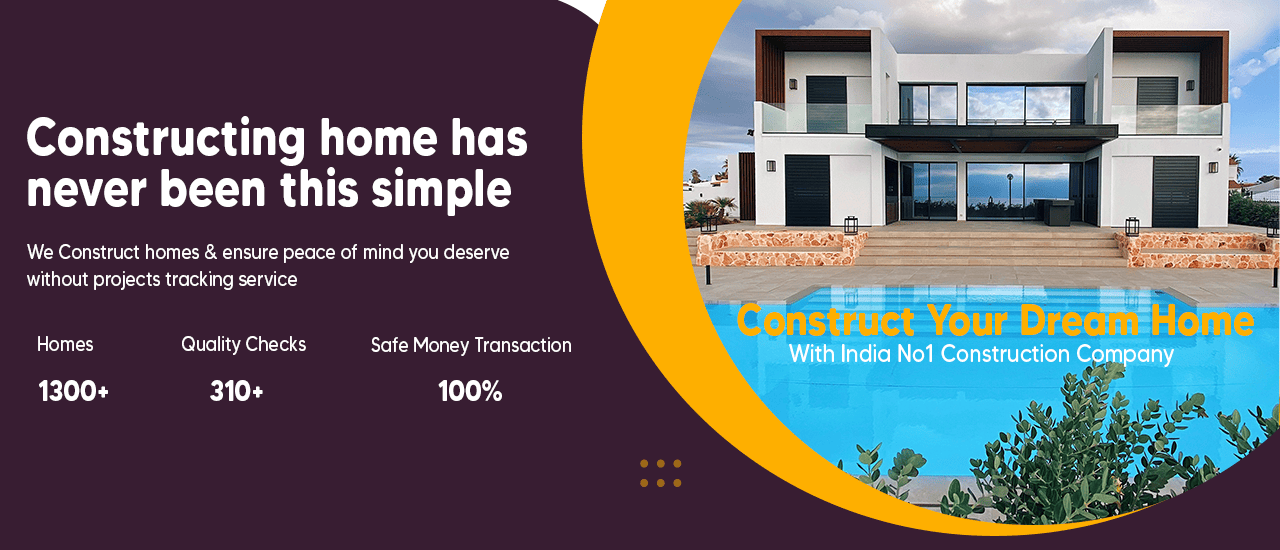 Constructing home has
never been this simple
We Construct homes & ensure peace of mind you deserve
without projects tracking service
Homes
Quality Checks
Safe Money Transaction
1300+
310+
100%
Construct Your Dream Home
With India No1 Construction Company